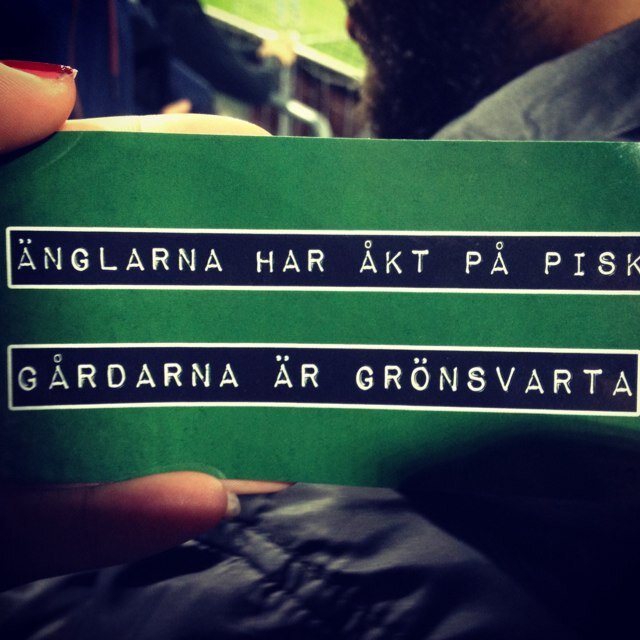 ÄNGLARNA HAR ÅKT PÅ PISK
GÅRDARNA ÄR GRÖNSVARTA